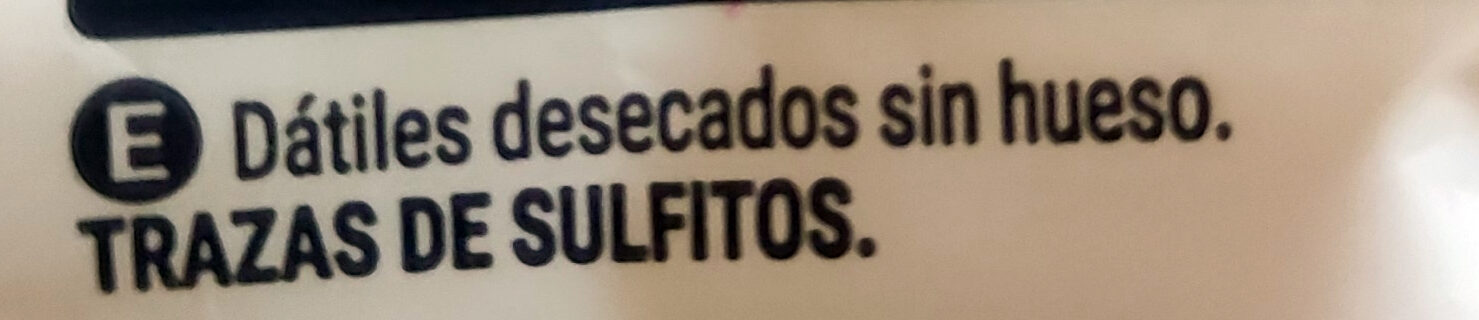 E Dátiles desecados sin hueso.
TRAZAS DE SULFITOS.